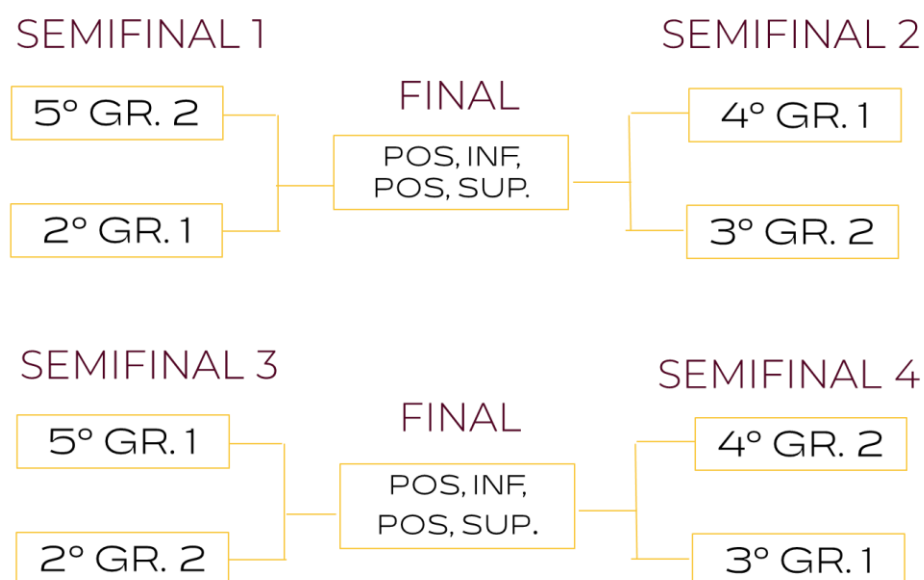 SEMIFINAL 1
SEMIFINAL 2
5º GR. 2
FINAL
4º GR. 1
POS, INF,
POS, SUP.
2º GR. 1
3º GR. 2
SEMIFINAL 3
SEMIFINAL 4
5º GR. 1
FINAL
4º GR. 2
POS, INF,
POS, SUP.
2º GR. 2
3º GR. 1